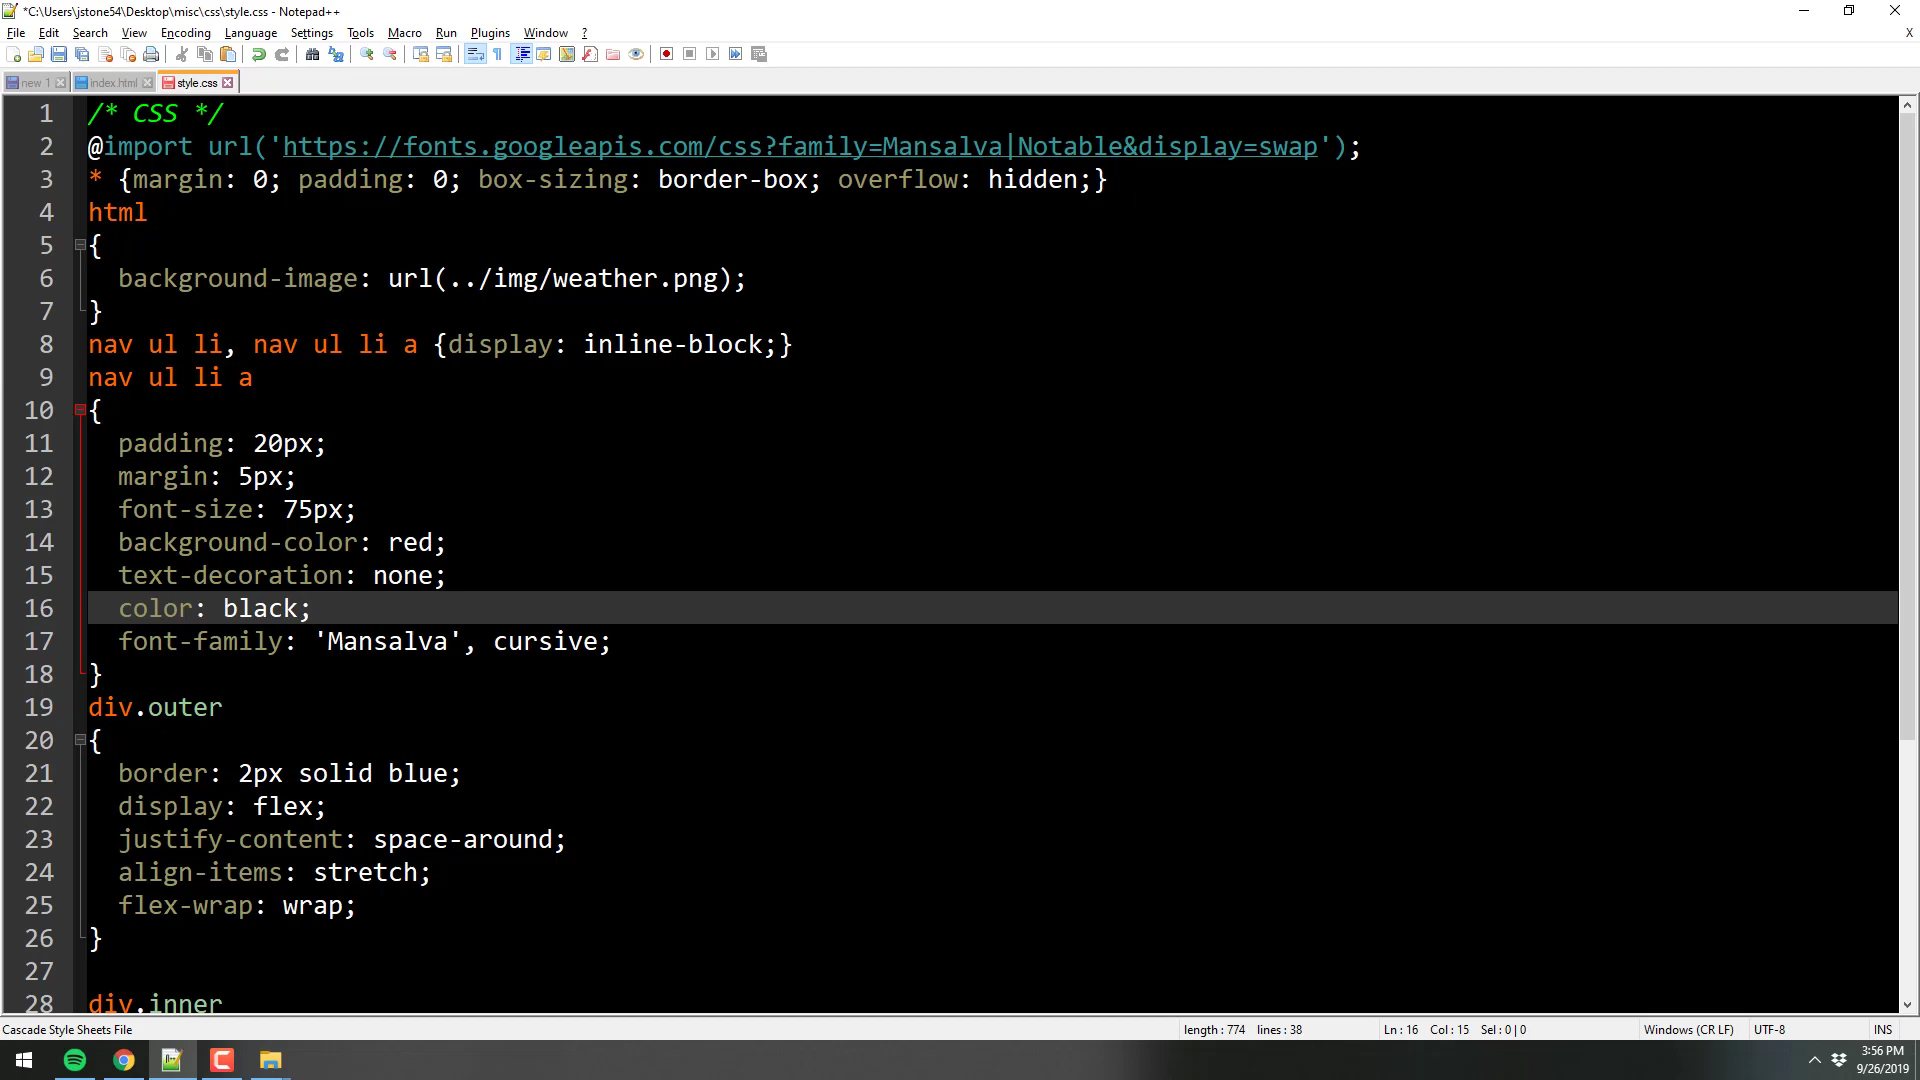 *C:\Users\jstone54\Desktop\misc\css\style.css - Notepad++
File Edit Search View Encoding Language Settings Tools Macro Run Plugins Window ? X
new 1 index.html style.css
1 /* CSS */
2 @import url('https://fonts.googleapis.com/css?family=Mansalva|Notable&display=swap');
3 * {margin: 0; padding: 0; box-sizing: border-box; overflow: hidden;}
4 html
5 {
6 background-image: url(../img/weather.png);
7 }
8 nav ul li, nav ul li a {display: inline-block;}
9 nav ul li a
10 {
11 padding: 20px;
12 margin: 5px;
13 font-size: 75px;
14 background-color: red;
15 text-decoration: none;
16 color: black;
17 font-family: 'Mansalva', cursive;
18 }
19 div.outer
20 {
21 border: 2px solid blue;
22 display: flex;
23 justify-content: space-around;
24 align-items: stretch;
25 flex-wrap: wrap;
26 }
27
28 div.inner
Cascade Style Sheets File length : 774 lines : 38 Ln : 16 Col : 15 Sel : 0 | 0 Windows (CR LF) UTF-8 INS
3:56 PM
9/26/2019